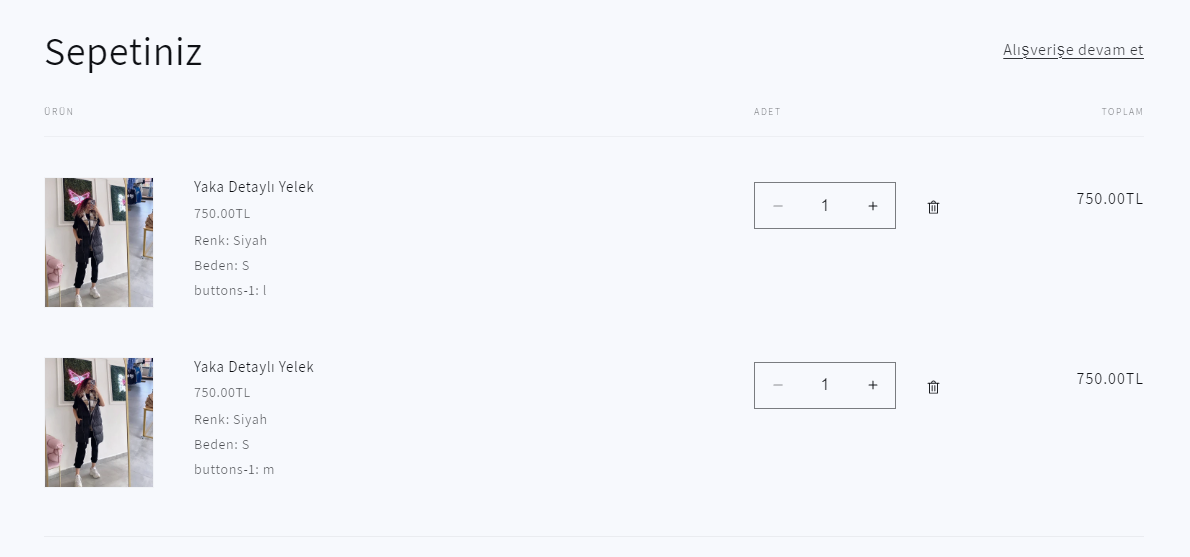 Sepetiniz
Alışverişe devam et
ÜRÜN
ADET
TOPLAM
Yaka Detaylı Yelek
750.00TL
Renk: Siyah
Beden: S
buttons-1: l
1
750.00TL
Yaka Detaylı Yelek
750.00TL
Renk: Siyah
Beden: S
buttons-1: m
1
750.00TL